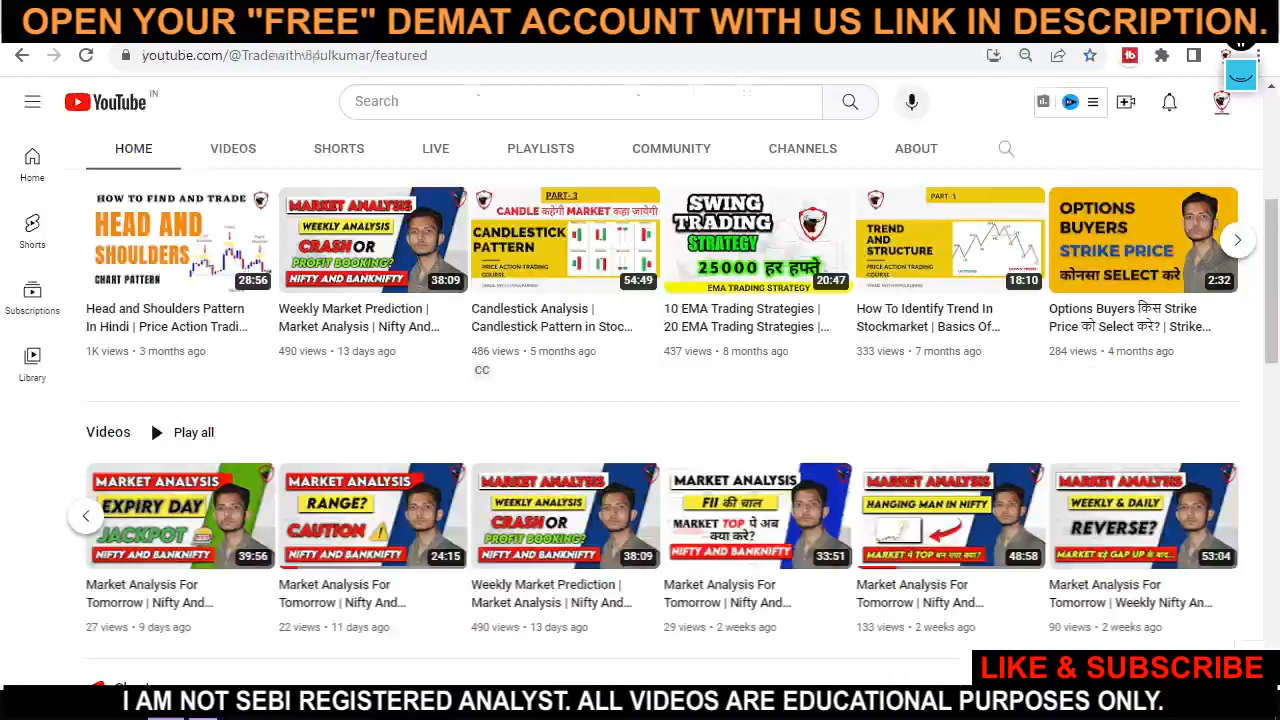 OPEN YOUR "FREE" DEMAT ACCOUNT WITH US LINK IN DESCRIPTION.
YouTube IN
Search
HOME VIDEOS SHORTS LIVE PLAYLISTS COMMUNITY CHANNELS ABOUT
Home
Shorts
Subscriptions
Library
HOW TO FIND AND TRADE
HEAD AND
SHOULDERS
CHART PATTERN
28:56
Head and Shoulders Pattern
In Hindi | Price Action Tradi...
1K views • 3 months ago
MARKET ANALYSIS
WEEKLY ANALYSIS
CRASH OR
PROFIT BOOKING?
NIFTY AND BANKNIFTY
38:09
Weekly Market Prediction |
Market Analysis | Nifty And...
490 views • 13 days ago
PART- 3
CANDLE कहेगी MARKET कहा जायेगी
CANDLESTICK
PATTERN
PRICE ACTION TRADING
COURSE
54:49
Candlestick Analysis |
Candlestick Pattern in Stoc...
486 views • 5 months ago
CC
SWING
TRADING
STRATEGY
25000 हर हफ्ते
EMA TRADING STRATEGY
20:47
10 EMA Trading Strategies |
20 EMA Trading Strategies |...
437 views • 8 months ago
PART - 1
TREND
AND
STRUCTURE
PRICE ACTION TRADING
COURSE
18:10
How To Identify Trend In
Stockmarket | Basics Of...
333 views • 7 months ago
OPTIONS
BUYERS
STRIKE PRICE
कोनसा SELECT करे
2:32
Options Buyers किस Strike
Price को Select करे? | Strike...
284 views • 4 months ago
Videos Play all
MARKET ANALYSIS
EXPIRY DAY
JACKPOT
NIFTY AND BANKNIFTY
39:56
Market Analysis For
Tomorrow | Nifty And...
27 views • 9 days ago
MARKET ANALYSIS
RANGE?
CAUTION
NIFTY AND BANKNIFTY
24:15
Market Analysis For
Tomorrow | Nifty And...
22 views • 11 days ago
MARKET ANALYSIS
WEEKLY ANALYSIS
CRASH OR
PROFIT BOOKING?
NIFTY AND BANKNIFTY
38:09
Weekly Market Prediction |
Market Analysis | Nifty And...
490 views • 13 days ago
MARKET ANALYSIS
FII की चाल
MARKET TOP पे अब
क्या करे?
NIFTY AND BANKNIFTY
33:51
Market Analysis For
Tomorrow | Nifty And...
29 views • 2 weeks ago
MARKET ANALYSIS
HANGING MAN IN NIFTY
48:58
Market Analysis For
Tomorrow | Nifty And...
133 views • 2 weeks ago
MARKET ANALYSIS
WEEKLY & DAILY
REVERSE?
MARKET बड़े GAP UP के बाद...
53:04
Market Analysis For
Tomorrow | Weekly Nifty An...
90 views • 2 weeks ago
LIKE & SUBSCRIBE
I AM NOT SEBI REGISTERED ANALYST. ALL VIDEOS ARE EDUCATIONAL PURPOSES ONLY.